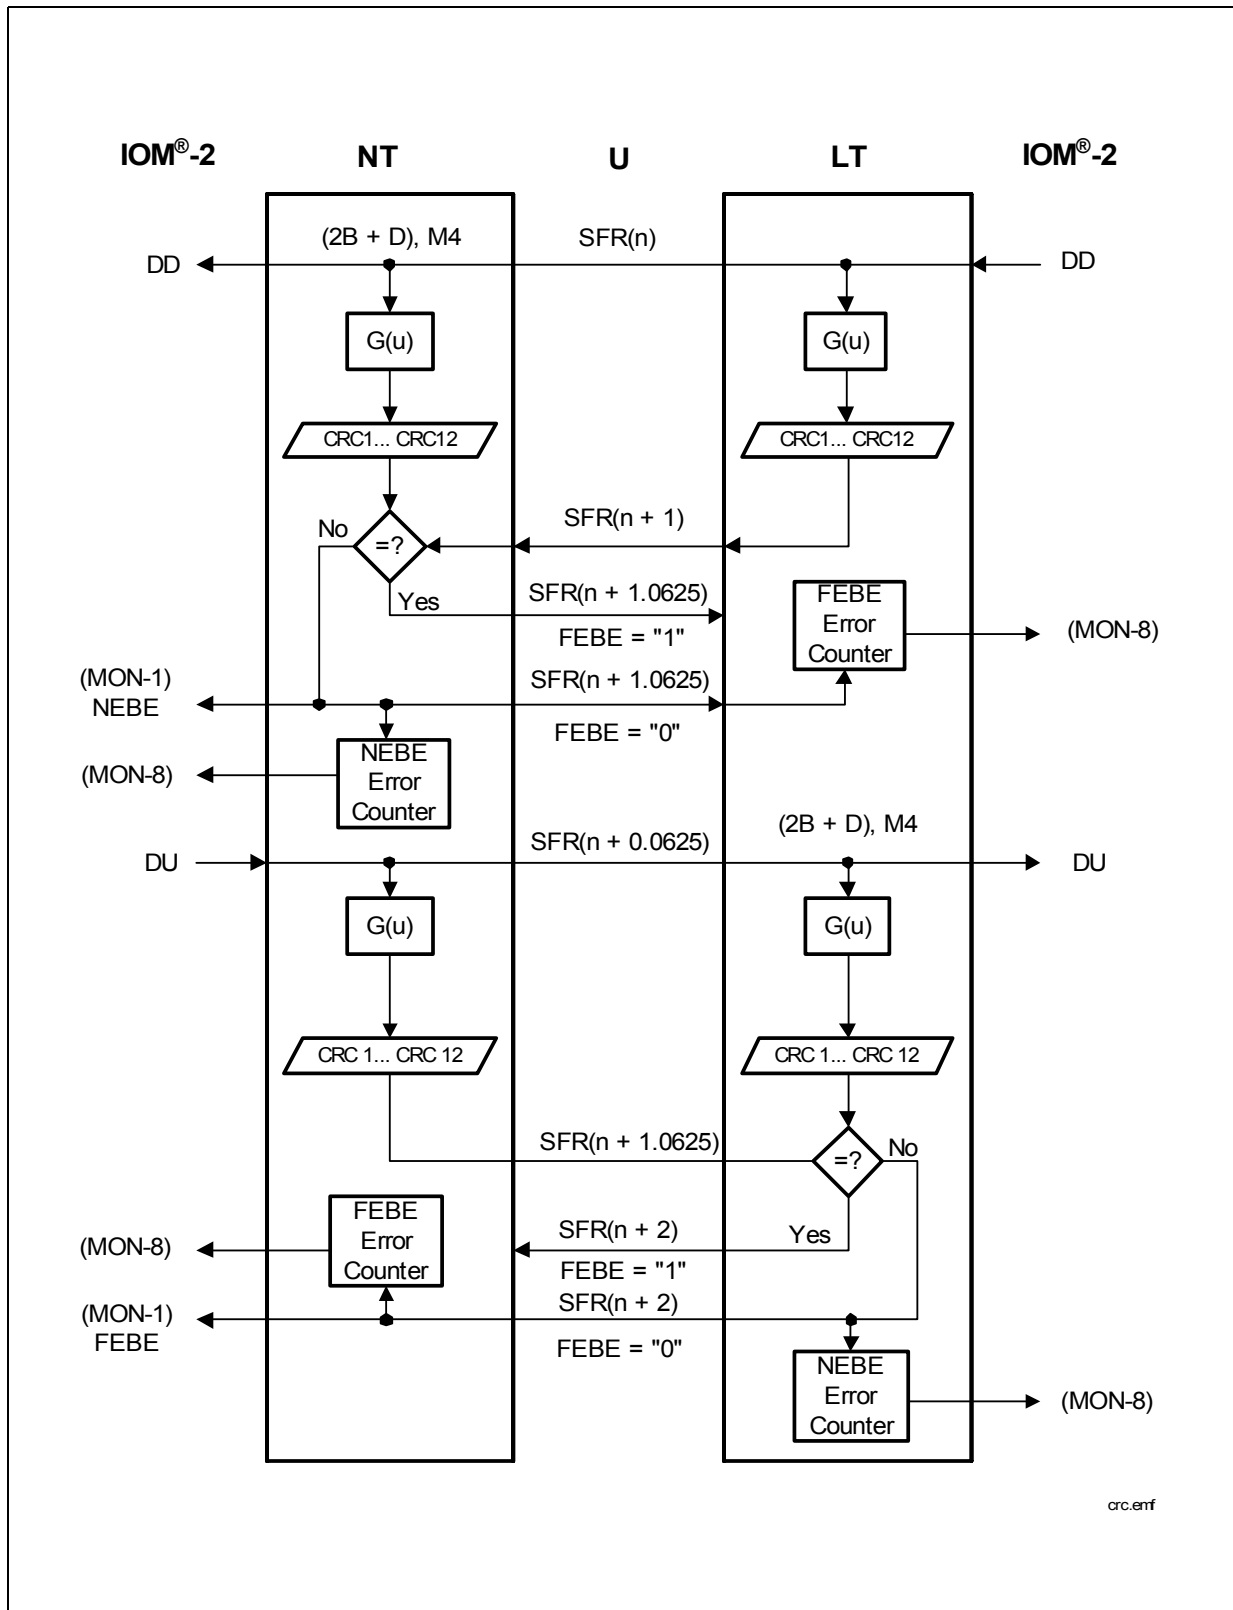 IOM®-2 NT U LT IOM®-2
(2B + D), M4 SFR(n)
DD DD
G(u) G(u)
CRC1... CRC12 CRC1... CRC12
SFR(n + 1)
No
=?
Yes
SFR(n + 1.0625)
FEBE = "1"
FEBE
Error
Counter
(MON-8)
(MON-1)
NEBE
SFR(n + 1.0625)
FEBE = "0"
NEBE
Error
Counter
(MON-8)
(2B + D), M4
SFR(n + 0.0625)
DU DU
G(u) G(u)
CRC 1... CRC 12 CRC 1... CRC 12
SFR(n + 1.0625)
=?
No
Yes
FEBE
Error
Counter
(MON-8)
SFR(n + 2)
FEBE = "1"
(MON-1)
FEBE
SFR(n + 2)
FEBE = "0"
NEBE
Error
Counter
(MON-8)
crc.emf